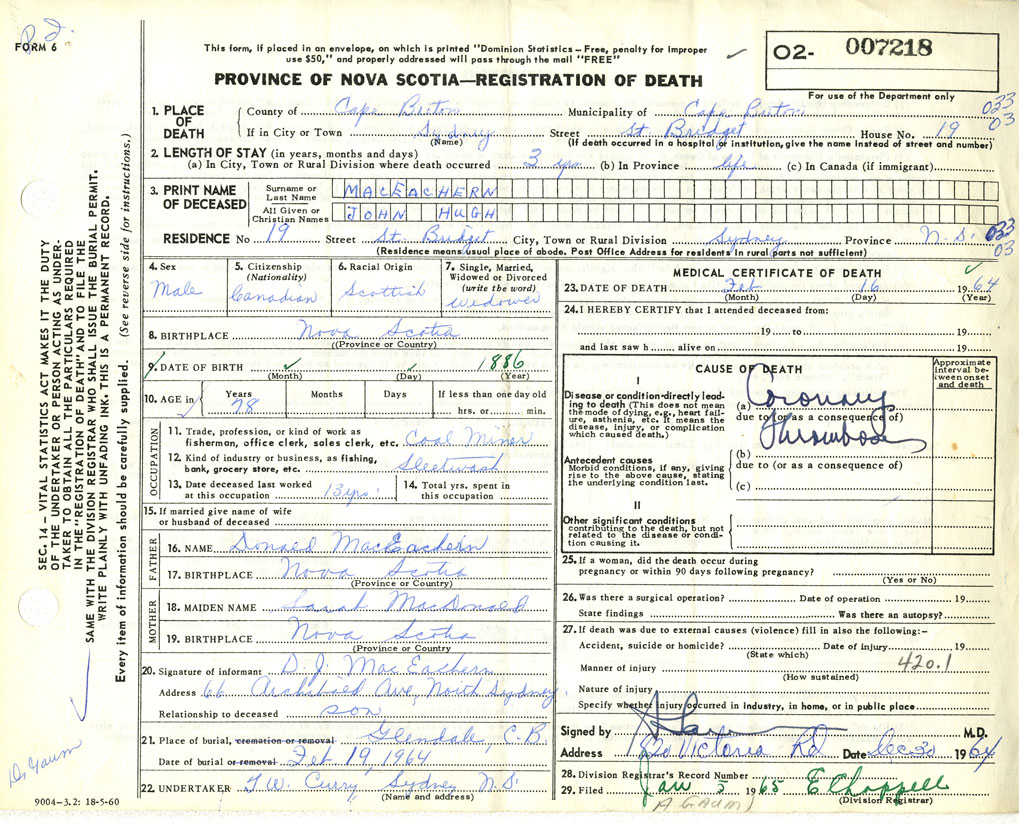 FORM 6
This form, if placed in an envelope, on which is printed "Dominion Statistics – Free, penalty for improper
use $50," and properly addressed will pass through the mail "FREE"
PROVINCE OF NOVA SCOTIA—REGISTRATION OF DEATH
02- 007218
For use of the Department only
SEC. 14 – VITAL STATISTICS ACT MAKES IT THE DUTY
OF THE UNDERTAKER OR PERSON ACTING AS UNDER-
TAKER TO OBTAIN ALL THE PARTICULARS REQUIRED
IN THE "REGISTRATION OF DEATH" AND TO FILE THE
SAME WITH THE DIVISION REGISTRAR WHO SHALL ISSUE THE BURIAL PERMIT.
WRITE PLAINLY WITH UNFADING INK. THIS IS A PERMANENT RECORD.
Every item of information should be carefully supplied. (See reverse side for instructions.)
1. PLACE OF DEATH County of Cape Breton Municipality of Cape Breton 033
03
If in City or Town Sydney Street St. Bridget House No. 19
(Name) (If death occurred in a hospital or institution, give the name instead of street and number)
2. LENGTH OF STAY (in years, months and days)
(a) In City, Town or Rural Division where death occurred 3 yrs (b) In Province life (c) In Canada (if immigrant)
3. PRINT NAME OF DECEASED Surname or Last Name MACEACHERN
All Given or Christian Names JOHN HUGH
RESIDENCE No 19 Street St. Bridget City, Town or Rural Division Sydney Province N.S. 033
03
(Residence means usual place of abode. Post Office Address for residents in rural parts not sufficient)
4. Sex Male
5. Citizenship (Nationality) Canadian
6. Racial Origin Scottish
7. Single, Married, Widowed or Divorced (write the word) Widower
8. BIRTHPLACE Nova Scotia
(Province or Country)
9. DATE OF BIRTH 1886
(Month) (Day) (Year)
10. AGE in Years 78 Months Days If less than one day old
hrs. or min.
OCCUPATION
11. Trade, profession, or kind of work as
fisherman, office clerk, sales clerk, etc. Coal Miner
12. Kind of industry or business, as fishing,
bank, grocery store, etc.
13. Date deceased last worked
at this occupation 13 yrs.
14. Total yrs. spent in
this occupation
15. If married give name of wife
or husband of deceased
FATHER
16. NAME Donald MacEachern
17. BIRTHPLACE Nova Scotia
(Province or Country)
MOTHER
18. MAIDEN NAME Sarah MacDonald
19. BIRTHPLACE Nova Scotia
(Province or Country)
20. Signature of informant D.J. MacEachern
Address 66 Archibald Ave, North Sydney.
Relationship to deceased son
21. Place of burial, cremation or removal Glendale, C.B.
Date of burial or removal Feb. 19, 1964
22. UNDERTAKER T.W. Curry Sydney N.S.
(Name and address)
9004–3.2: 18-5-60
MEDICAL CERTIFICATE OF DEATH
23. DATE OF DEATH Feb 16 1964
(Month) (Day) (Year)
24. I HEREBY CERTIFY that I attended deceased from:
19 to 19
and last saw h alive on 19
CAUSE OF DEATH
Approximate interval between onset and death
I
Disease or condition directly lead-
ing to death (This does not mean
the mode of dying, e.g., heart fail-
ure, asthenia, etc. It means the
disease, injury, or complication
which caused death.)
(a) Coronary
due to (or as a consequence of)
Thrombosis
Antecedent causes
Morbid conditions, if any, giving
rise to the above cause, stating
the underlying condition last.
(b)
due to (or as a consequence of)
(c)
II
Other significant conditions
contributing to the death, but not
related to the disease or condi-
tion causing it.
25. If a woman, did the death occur during
pregnancy or within 90 days following pregnancy?
(Yes or No)
26. Was there a surgical operation? Date of operation 19
State findings Was there an autopsy?
27. If death was due to external causes (violence) fill in also the following:–
Accident, suicide or homicide? Date of injury 19
(State which) 420.1
Manner of injury
(How sustained)
Nature of injury
Specify whether injury occurred in industry, in home, or in public place
Signed by M.D.
Address Victoria Rd Date Dec. 30 1964
28. Division Registrar's Record Number
29. Filed Jan 5 1965 E Chappell
(Division Registrar)